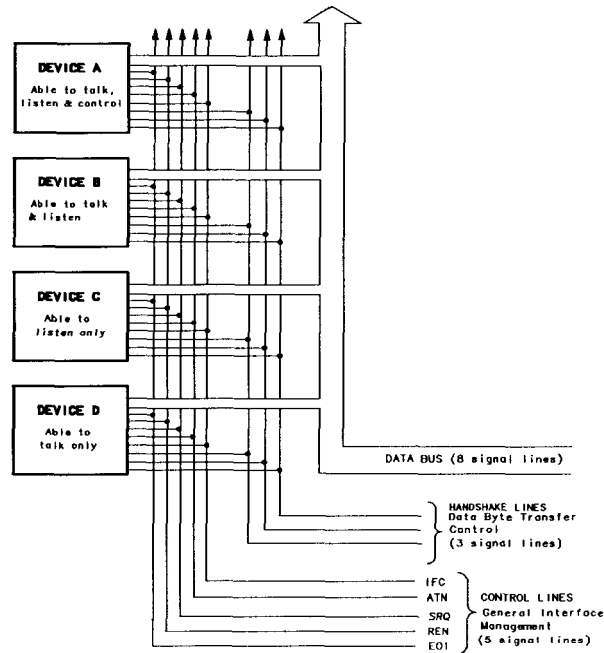 DEVICE A
Able to talk,
listen & control
DEVICE B
Able to talk
& listen
DEVICE C
Able to
listen only
DEVICE D
Able to
talk only
DATA BUS (8 signal lines)
HANDSHAKE LINES
Data Byte Transfer
Control
(3 signal lines)
IFC
ATN
SRQ
REN
EOI
CONTROL LINES
General Interface
Management
(5 signal lines)